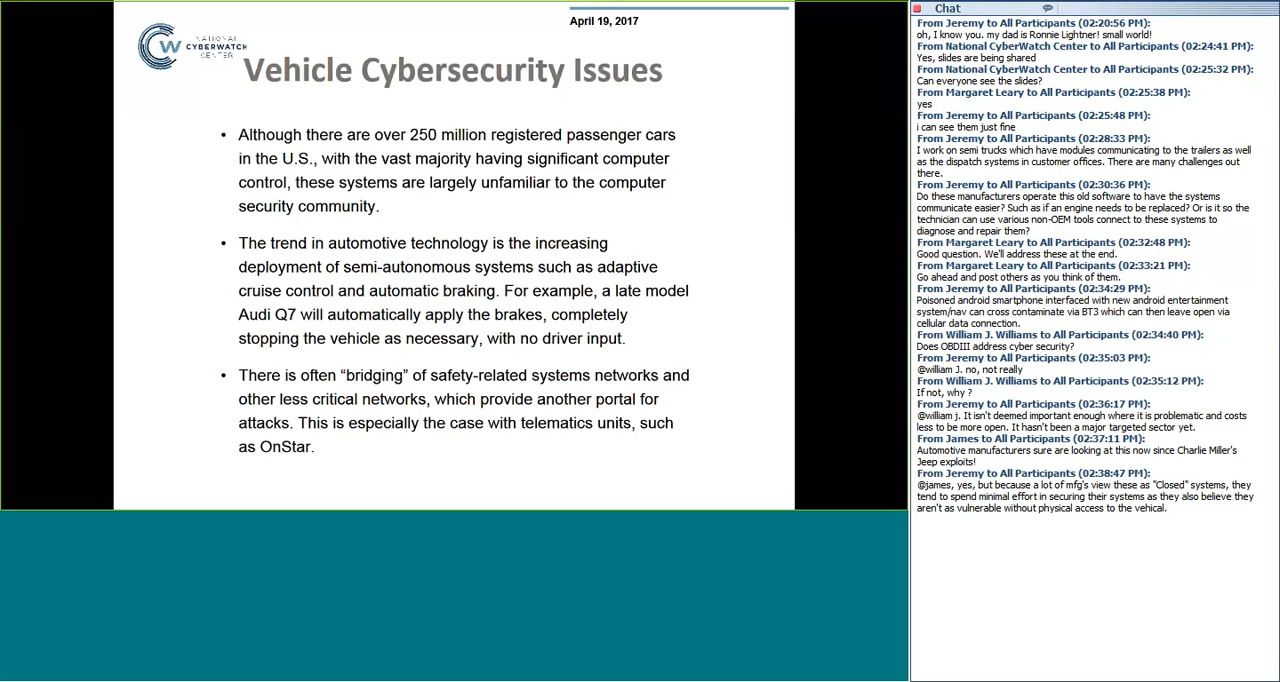 April 19, 2017
NATIONAL
CYBERWATCH
CENTER
CW
Vehicle Cybersecurity Issues
• Although there are over 250 million registered passenger cars
in the U.S., with the vast majority having significant computer
control, these systems are largely unfamiliar to the computer
security community.
• The trend in automotive technology is the increasing
deployment of semi-autonomous systems such as adaptive
cruise control and automatic braking. For example, a late model
Audi Q7 will automatically apply the brakes, completely
stopping the vehicle as necessary, with no driver input.
• There is often “bridging” of safety-related systems networks and
other less critical networks, which provide another portal for
attacks. This is especially the case with telematics units, such
as OnStar.
Chat
From Jeremy to All Participants (02:20:56 PM):
oh, I know you. my dad is Ronnie Lightner! small world!
From National CyberWatch Center to All Participants (02:24:41 PM):
Yes, slides are being shared
From National CyberWatch Center to All Participants (02:25:32 PM):
Can everyone see the slides?
From Margaret Leary to All Participants (02:25:38 PM):
yes
From Jeremy to All Participants (02:25:48 PM):
i can see them just fine
From Jeremy to All Participants (02:28:33 PM):
I work on semi trucks which have modules communicating to the trailers as well
as the dispatch systems in customer offices. There are many challenges out
there.
From Jeremy to All Participants (02:30:36 PM):
Do these manufacturers operate this old software to have the systems
communicate easier? Such as if an engine needs to be replaced? Or is it so the
technician can use various non-OEM tools connect to these systems to
diagnose and repair them?
From Margaret Leary to All Participants (02:32:48 PM):
Good question. We'll address these at the end.
From Margaret Leary to All Participants (02:33:21 PM):
Go ahead and post others as you think of them.
From Jeremy to All Participants (02:34:29 PM):
Poisoned android smartphone interfaced with new android entertainment
system/nav can cross contaminate via BT3 which can then leave open via
cellular data connection.
From William J. Williams to All Participants (02:34:40 PM):
Does OBDIII address cyber security?
From Jeremy to All Participants (02:35:03 PM):
@william J. no, not really
From William J. Williams to All Participants (02:35:12 PM):
If not, why ?
From Jeremy to All Participants (02:36:17 PM):
@william j. It isn't deemed important enough where it is problematic and costs
less to be more open. It hasn't been a major targeted sector yet.
From James to All Participants (02:37:11 PM):
Automotive manufacturers sure are looking at this now since Charlie Miller's
Jeep exploits!
From Jeremy to All Participants (02:38:47 PM):
@james, yes, but because a lot of mfg's view these as "Closed" systems, they
tend to spend minimal effort in securing their systems as they also believe they
aren't as vulnerable without physical access to the vehical.